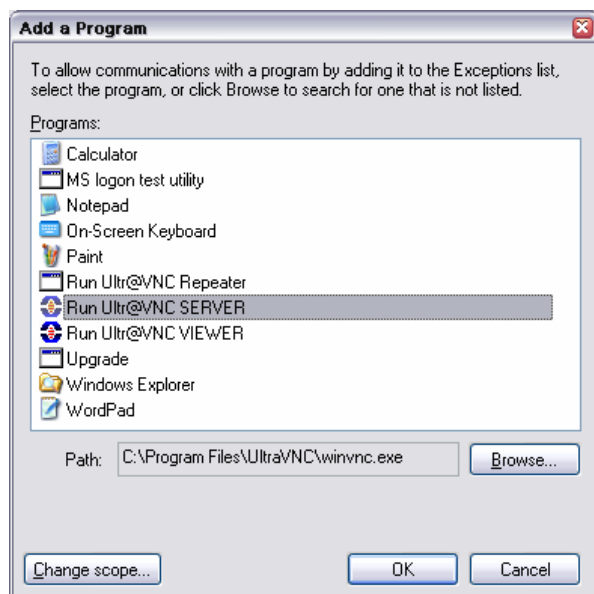 Add a Program
To allow communications with a program by adding it to the Exceptions list,
select the program, or click Browse to search for one that is not listed.
Programs:
Calculator
MS logon test utility
Notepad
On-Screen Keyboard
Paint
Run Ultr@VNC Repeater
Run Ultr@VNC SERVER
Run Ultr@VNC VIEWER
Upgrade
Windows Explorer
WordPad
Path: C:\Program Files\UltraVNC\winvnc.exe Browse...
Change scope... OK Cancel